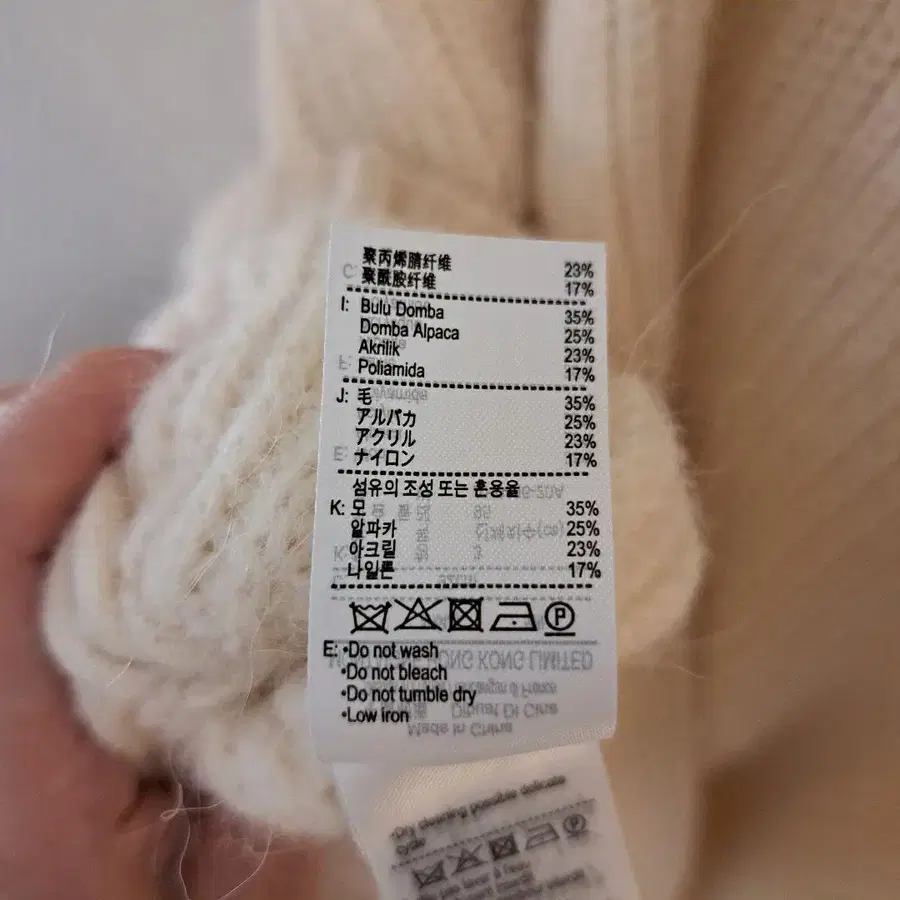 聚丙烯腈纤维 23%
C: 聚酰胺纤维 17%
I: Bulu Domba 35%
Domba Alpaca 25%
Akrilik 23%
Poliamida 17%
J: 毛 35%
アルパカ 25%
アクリル 23%
ナイロン 17%
섬유의 조성 또는 혼용율
K: 모 35%
알파카 25%
아크릴 23%
나일론 17%
P
E: •Do not wash
•Do not bleach
•Do not tumble dry
•Low iron
Made in China
•Dry cleaning possible delicate